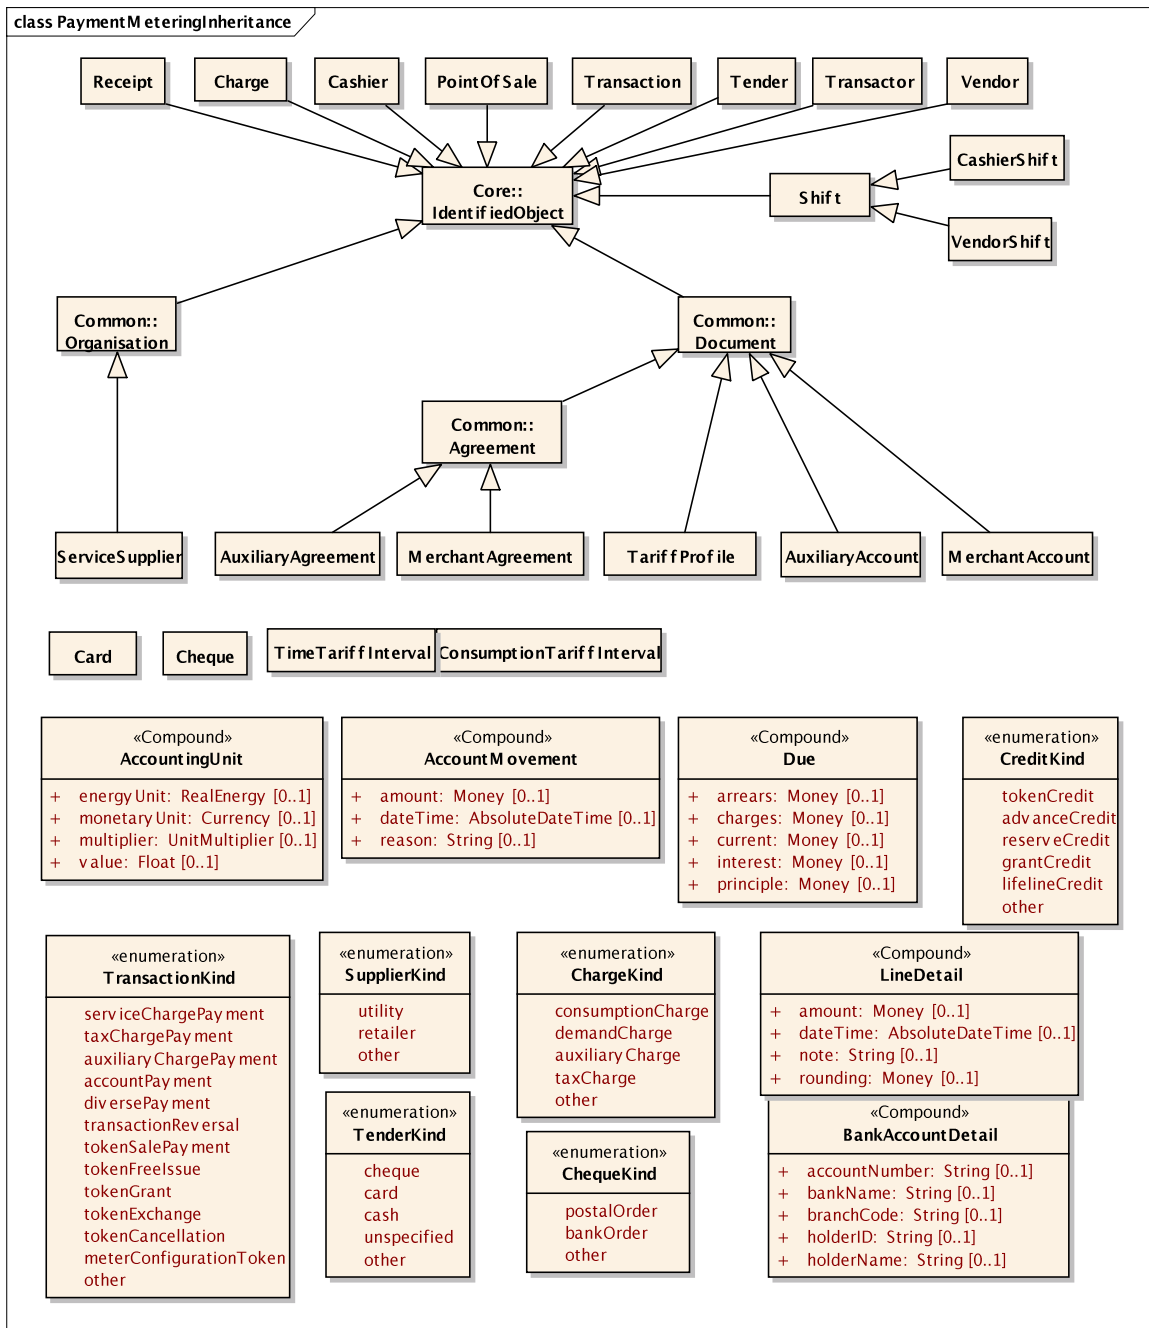 class PaymentMeteringInheritance
Receipt
Charge
Cashier
PointOfSale
Transaction
Tender
Transactor
Vendor
Core::
IdentifiedObject
Shift
CashierShift
VendorShift
Common::
Organisation
Common::
Document
Common::
Agreement
ServiceSupplier
AuxiliaryAgreement
MerchantAgreement
TariffProfile
AuxiliaryAccount
MerchantAccount
Card
Cheque
TimeTariffInterval
ConsumptionTariffInterval
«Compound»
AccountingUnit
+ energyUnit: RealEnergy [0..1]
+ monetaryUnit: Currency [0..1]
+ multiplier: UnitMultiplier [0..1]
+ value: Float [0..1]
«Compound»
AccountMovement
+ amount: Money [0..1]
+ dateTime: AbsoluteDateTime [0..1]
+ reason: String [0..1]
«Compound»
Due
+ arrears: Money [0..1]
+ charges: Money [0..1]
+ current: Money [0..1]
+ interest: Money [0..1]
+ principle: Money [0..1]
«enumeration»
CreditKind
tokenCredit
advanceCredit
reserveCredit
grantCredit
lifelineCredit
other
«enumeration»
TransactionKind
serviceChargePayment
taxChargePayment
auxiliaryChargePayment
accountPayment
diversePayment
transactionReversal
tokenSalePayment
tokenFreeIssue
tokenGrant
tokenExchange
tokenCancellation
meterConfigurationToken
other
«enumeration»
SupplierKind
utility
retailer
other
«enumeration»
TenderKind
cheque
card
cash
unspecified
other
«enumeration»
ChargeKind
consumptionCharge
demandCharge
auxiliaryCharge
taxCharge
other
«enumeration»
ChequeKind
postalOrder
bankOrder
other
«Compound»
LineDetail
+ amount: Money [0..1]
+ dateTime: AbsoluteDateTime [0..1]
+ note: String [0..1]
+ rounding: Money [0..1]
«Compound»
BankAccountDetail
+ accountNumber: String [0..1]
+ bankName: String [0..1]
+ branchCode: String [0..1]
+ holderID: String [0..1]
+ holderName: String [0..1]